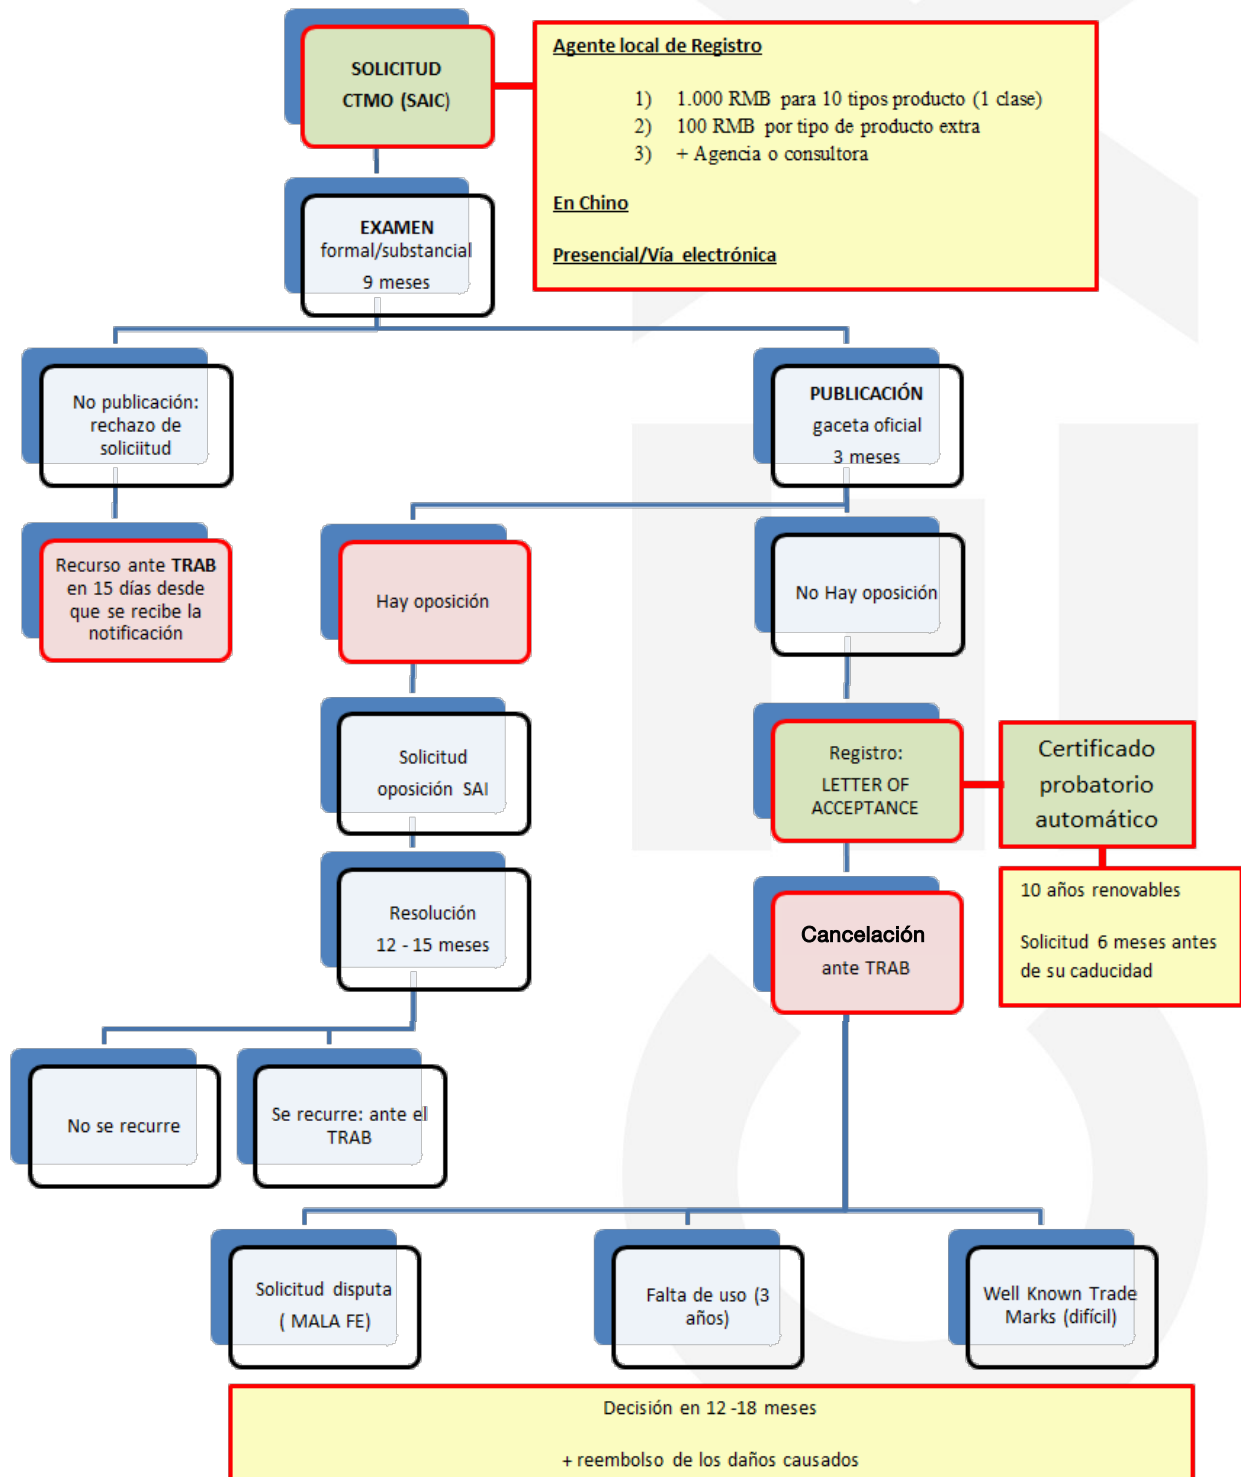 SOLICITUD
CTMO (SAIC)
Agente local de Registro
1) 1.000 RMB para 10 tipos producto (1 clase)
2) 100 RMB por tipo de producto extra
3) + Agencia o consultora
En Chino
Presencial/Vía electrónica
EXAMEN
formal/substancial
9 meses
No publicación:
rechazo de
soliciitud
PUBLICACIÓN
gaceta oficial
3 meses
Recurso ante TRAB
en 15 días desde
que se recibe la
notificación
Hay oposición
No Hay oposición
Solicitud
oposición SAI
Registro:
LETTER OF
ACCEPTANCE
Certificado
probatorio
automático
10 años renovables
Solicitud 6 meses antes
de su caducidad
Resolución
12 - 15 meses
Cancelación
ante TRAB
No se recurre
Se recurre: ante el
TRAB
Solicitud disputa
( MALA FE)
Falta de uso (3
años)
Well Known Trade
Marks (difícil)
Decisión en 12 -18 meses
+ reembolso de los daños causados